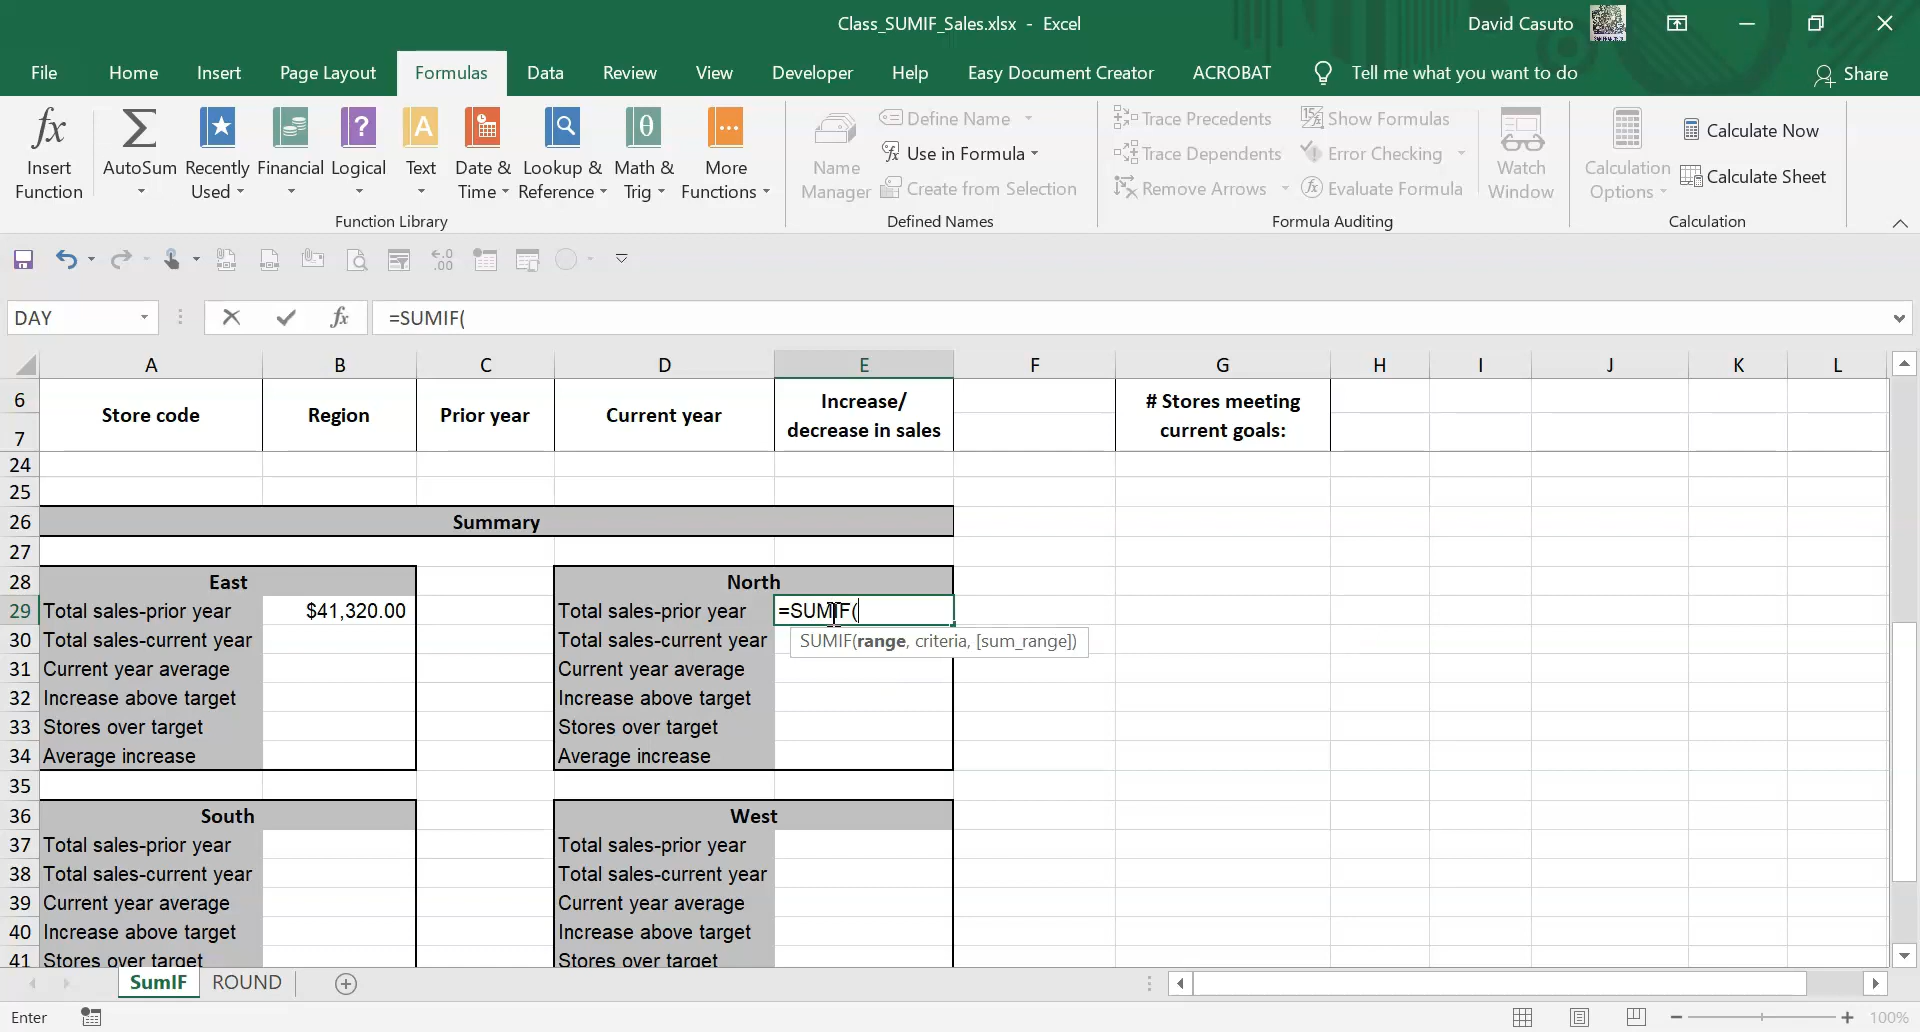 Class_SUMIF_Sales.xlsx - Excel
David Casuto
File Home Insert Page Layout Formulas Data Review View Developer Help Easy Document Creator ACROBAT Tell me what you want to do Share
Insert Function
AutoSum
Recently Used
Financial
Logical
Text
Date & Time
Lookup & Reference
Math & Trig
More Functions
Function Library
Name Manager
Define Name
Use in Formula
Create from Selection
Defined Names
Trace Precedents
Trace Dependents
Remove Arrows
Show Formulas
Error Checking
Evaluate Formula
Formula Auditing
Watch Window
Calculation Options
Calculate Now
Calculate Sheet
Calculation
DAY fx =SUMIF(
A B C D E F G H I J K L
6 Store code Region Prior year Current year Increase/ # Stores meeting
7 decrease in sales current goals:
24
25
26 Summary
27
28 East North
29 Total sales-prior year $41,320.00 Total sales-prior year =SUMIF(
30 Total sales-current year Total sales-current year SUMIF(range, criteria, [sum_range])
31 Current year average Current year average
32 Increase above target Increase above target
33 Stores over target Stores over target
34 Average increase Average increase
35
36 South West
37 Total sales-prior year Total sales-prior year
38 Total sales-current year Total sales-current year
39 Current year average Current year average
40 Increase above target Increase above target
41 Stores over target Stores over target
SumIF ROUND
Enter 100%